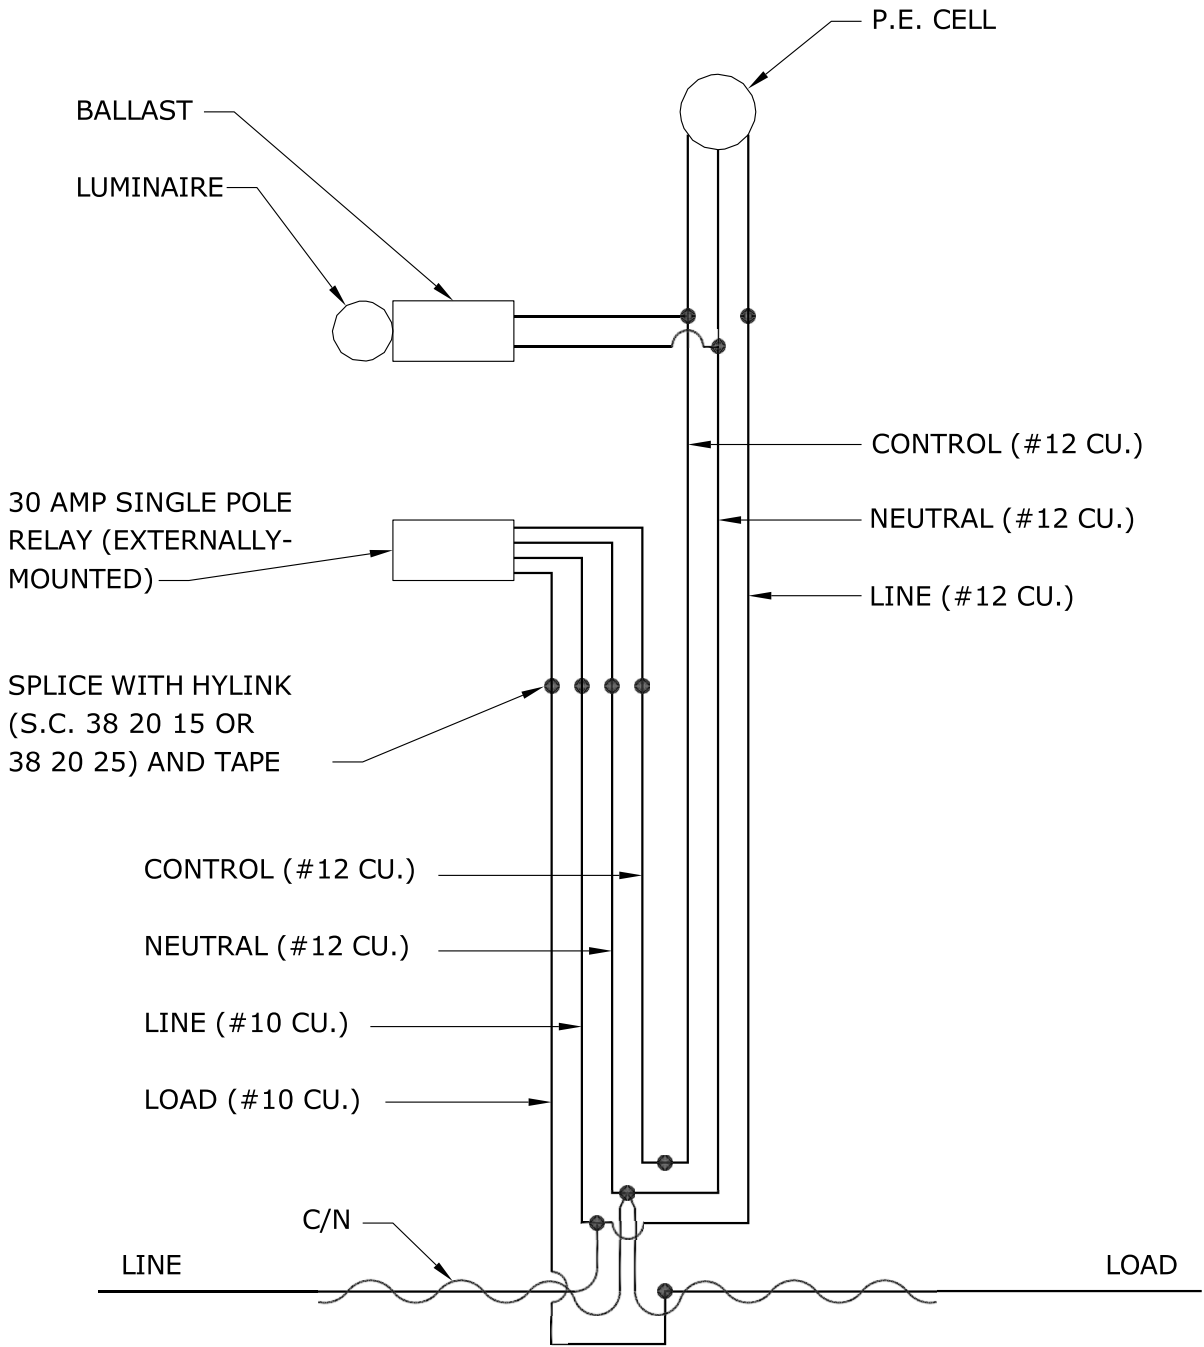 P.E. CELL
BALLAST
LUMINAIRE
CONTROL (#12 CU.)
30 AMP SINGLE POLE
RELAY (EXTERNALLY-
MOUNTED)
NEUTRAL (#12 CU.)
LINE (#12 CU.)
SPLICE WITH HYLINK
(S.C. 38 20 15 OR
38 20 25) AND TAPE
CONTROL (#12 CU.)
NEUTRAL (#12 CU.)
LINE (#10 CU.)
LOAD (#10 CU.)
C/N
LINE
LOAD